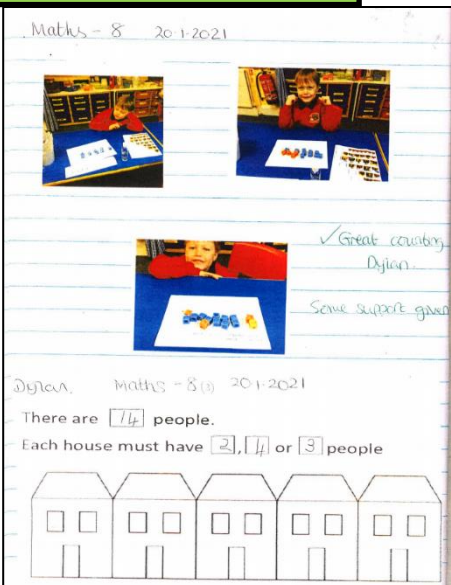 Maths - 8 20-1-2021
✓ Great counting
Dylan.
Some support given
Dylan. Maths - 8(i) 20-1-2021
There are 14 people.
Each house must have 2, 4 or 3 people